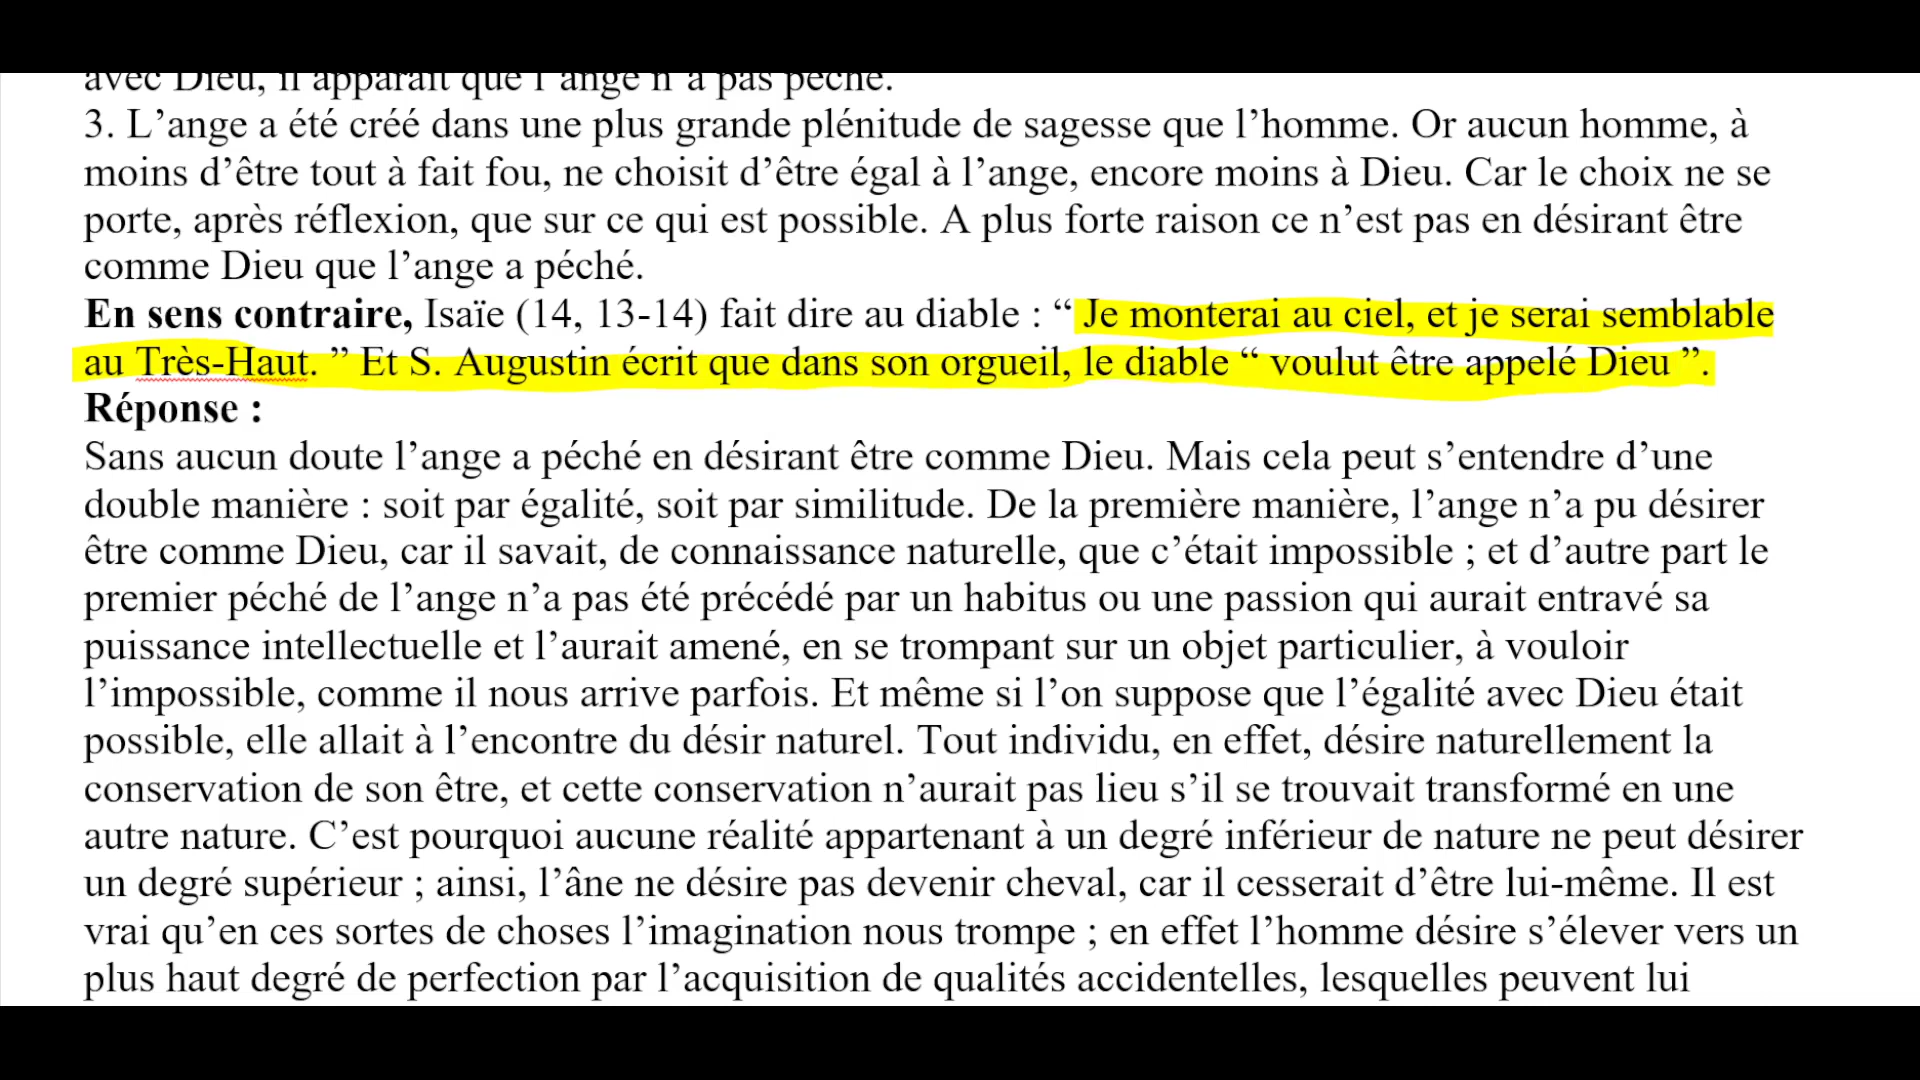 avec Dieu, il apparaît que l’ange n’a pas péché.
3. L’ange a été créé dans une plus grande plénitude de sagesse que l’homme. Or aucun homme, à
moins d’être tout à fait fou, ne choisit d’être égal à l’ange, encore moins à Dieu. Car le choix ne se
porte, après réflexion, que sur ce qui est possible. A plus forte raison ce n’est pas en désirant être
comme Dieu que l’ange a péché.
En sens contraire, Isaïe (14, 13-14) fait dire au diable : “ Je monterai au ciel, et je serai semblable
au Très-Haut. ” Et S. Augustin écrit que dans son orgueil, le diable “ voulut être appelé Dieu ”.
Réponse :
Sans aucun doute l’ange a péché en désirant être comme Dieu. Mais cela peut s’entendre d’une
double manière : soit par égalité, soit par similitude. De la première manière, l’ange n’a pu désirer
être comme Dieu, car il savait, de connaissance naturelle, que c’était impossible ; et d’autre part le
premier péché de l’ange n’a pas été précédé par un habitus ou une passion qui aurait entravé sa
puissance intellectuelle et l’aurait amené, en se trompant sur un objet particulier, à vouloir
l’impossible, comme il nous arrive parfois. Et même si l’on suppose que l’égalité avec Dieu était
possible, elle allait à l’encontre du désir naturel. Tout individu, en effet, désire naturellement la
conservation de son être, et cette conservation n’aurait pas lieu s’il se trouvait transformé en une
autre nature. C’est pourquoi aucune réalité appartenant à un degré inférieur de nature ne peut désirer
un degré supérieur ; ainsi, l’âne ne désire pas devenir cheval, car il cesserait d’être lui-même. Il est
vrai qu’en ces sortes de choses l’imagination nous trompe ; en effet l’homme désire s’élever vers un
plus haut degré de perfection par l’acquisition de qualités accidentelles, lesquelles peuvent lui